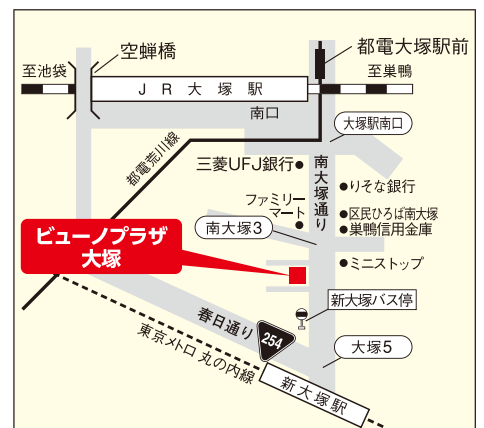 都電大塚駅前
空蝉橋
至池袋
至巣鴨
JR大塚駅
南口
大塚駅南口
都電荒川線
三菱UFJ銀行
南大塚通り
りそな銀行
ファミリー
マート
区民ひろば南大塚
南大塚3
巣鴨信用金庫
ビューノプラザ
大塚
ミニストップ
新大塚バス停
春日通り
254
東京メトロ 丸の内線
大塚5
新大塚駅